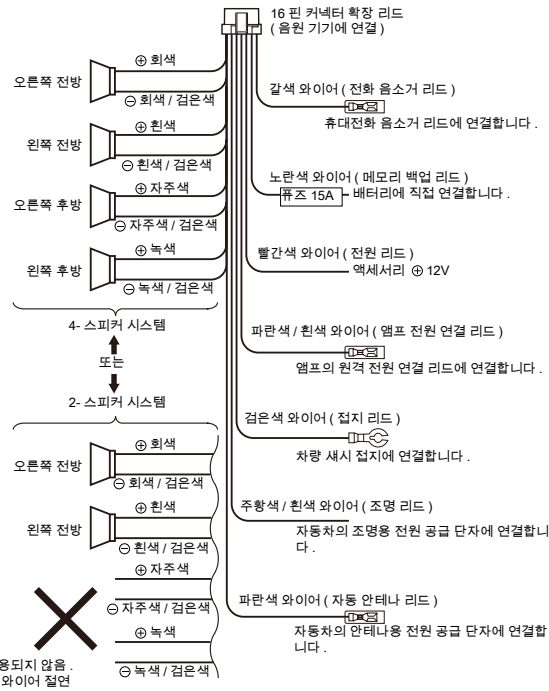 16 핀 커넥터 확장 리드
( 음원 기기에 연결 )
⊕ 회색
오른쪽 전방
⊖ 회색 / 검은색
⊕ 흰색
왼쪽 전방
⊖ 흰색 / 검은색
⊕ 자주색
오른쪽 후방
⊖ 자주색 / 검은색
⊕ 녹색
왼쪽 후방
⊖ 녹색 / 검은색
4- 스피커 시스템
또는
2- 스피커 시스템
⊕ 회색
오른쪽 전방
⊖ 회색 / 검은색
⊕ 흰색
왼쪽 전방
⊖ 흰색 / 검은색
⊕ 자주색
⊖ 자주색 / 검은색
⊕ 녹색
⊖ 녹색 / 검은색
용되지 않음 .
와이어 절연
갈색 와이어 ( 전화 음소거 리드 )
휴대전화 음소거 리드에 연결합니다 .
노란색 와이어 ( 메모리 백업 리드 )
퓨즈 15A
배터리에 직접 연결합니다 .
빨간색 와이어 ( 전원 리드 )
액세서리 ⊕ 12V
파란색 / 흰색 와이어 ( 앰프 전원 연결 리드 )
앰프의 원격 전원 연결 리드에 연결합니다 .
검은색 와이어 ( 접지 리드 )
차량 섀시 접지에 연결합니다 .
주황색 / 흰색 와이어 ( 조명 리드 )
자동차의 조명용 전원 공급 단자에 연결합니
다 .
파란색 와이어 ( 자동 안테나 리드 )
자동차의 안테나용 전원 공급 단자에 연결합
니다 .